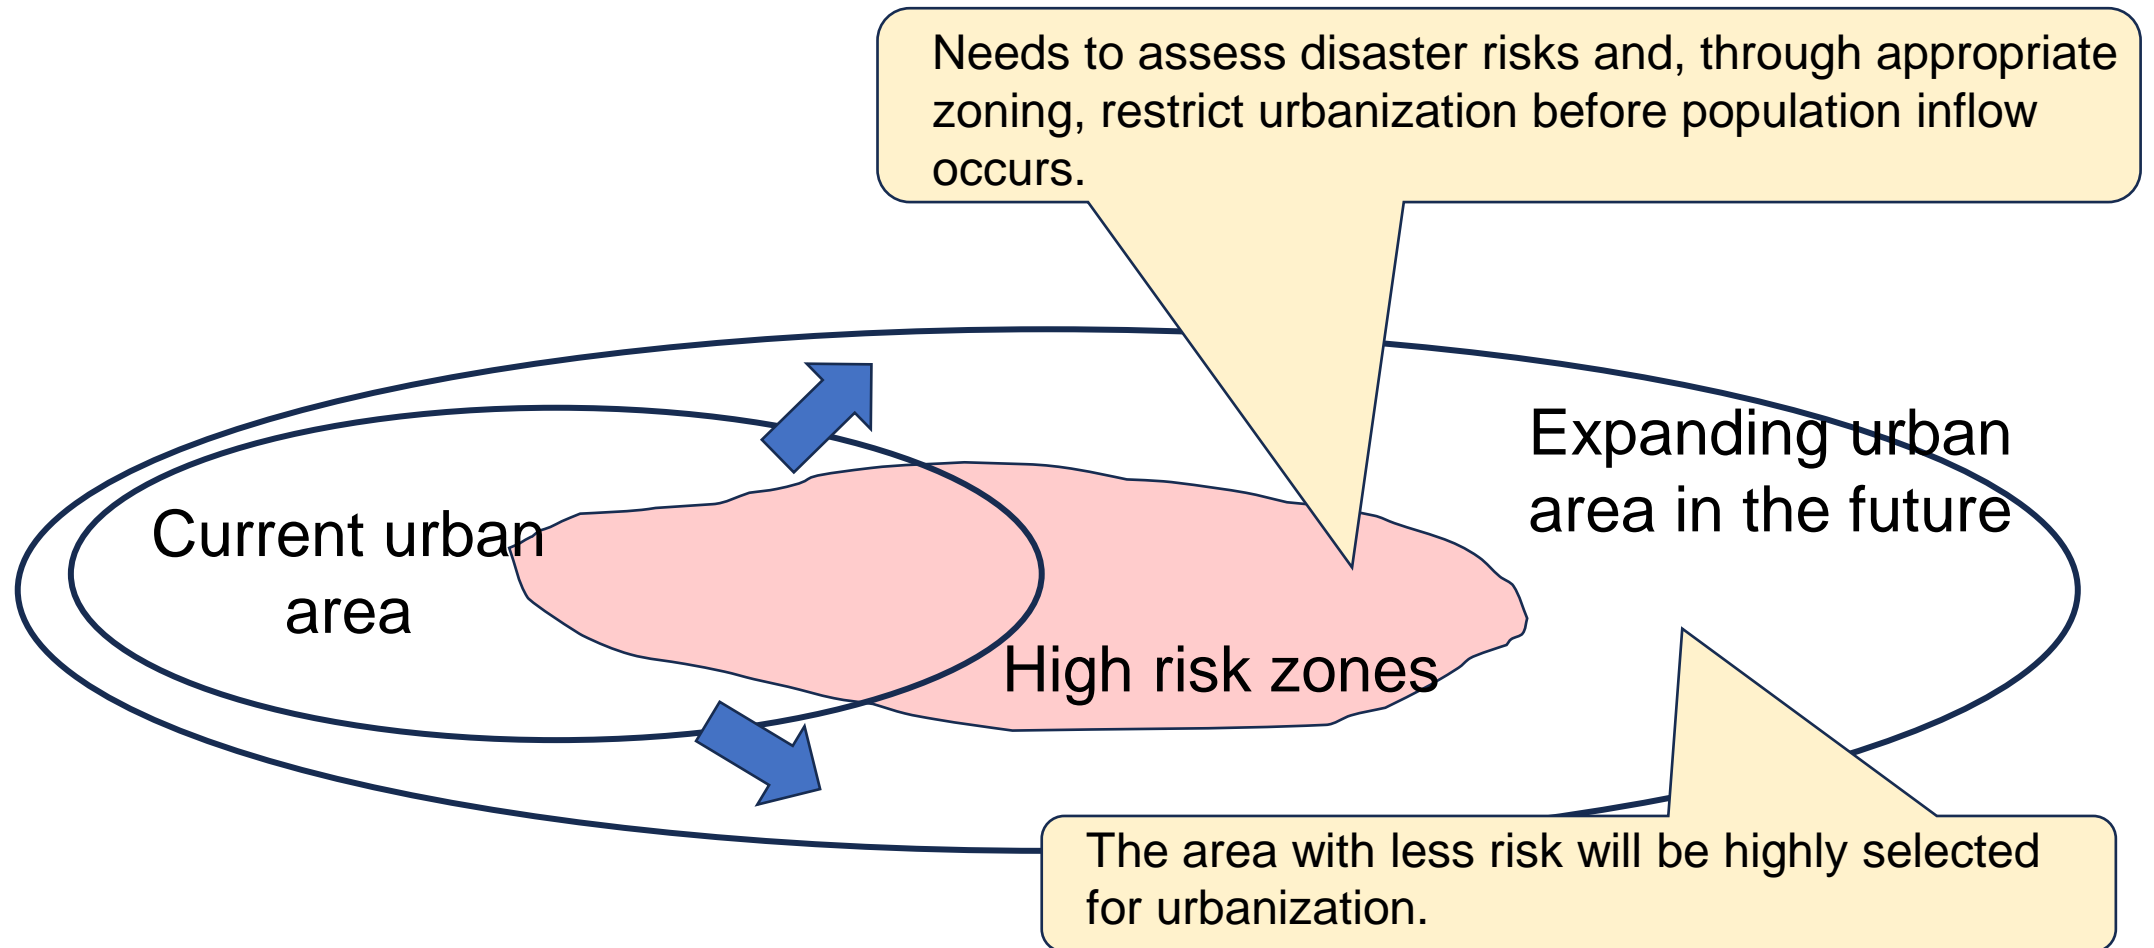 Needs to assess disaster risks and, through appropriate
zoning, restrict urbanization before population inflow
occurs.
Expanding urban
area in the future
Current urban
area
High risk zones
The area with less risk will be highly selected
for urbanization.